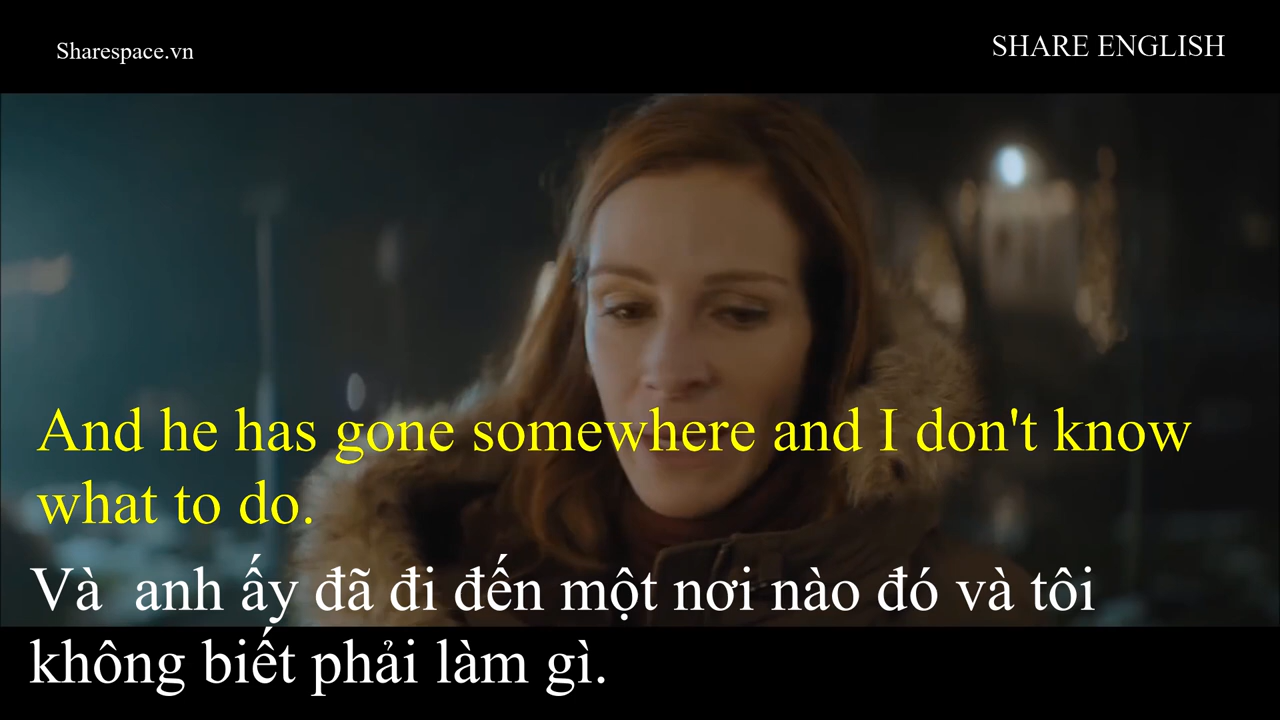 Sharespace.vn
SHARE ENGLISH
And he has gone somewhere and I don't know
what to do.
Và anh ấy đã đi đến một nơi nào đó và tôi
không biết phải làm gì.